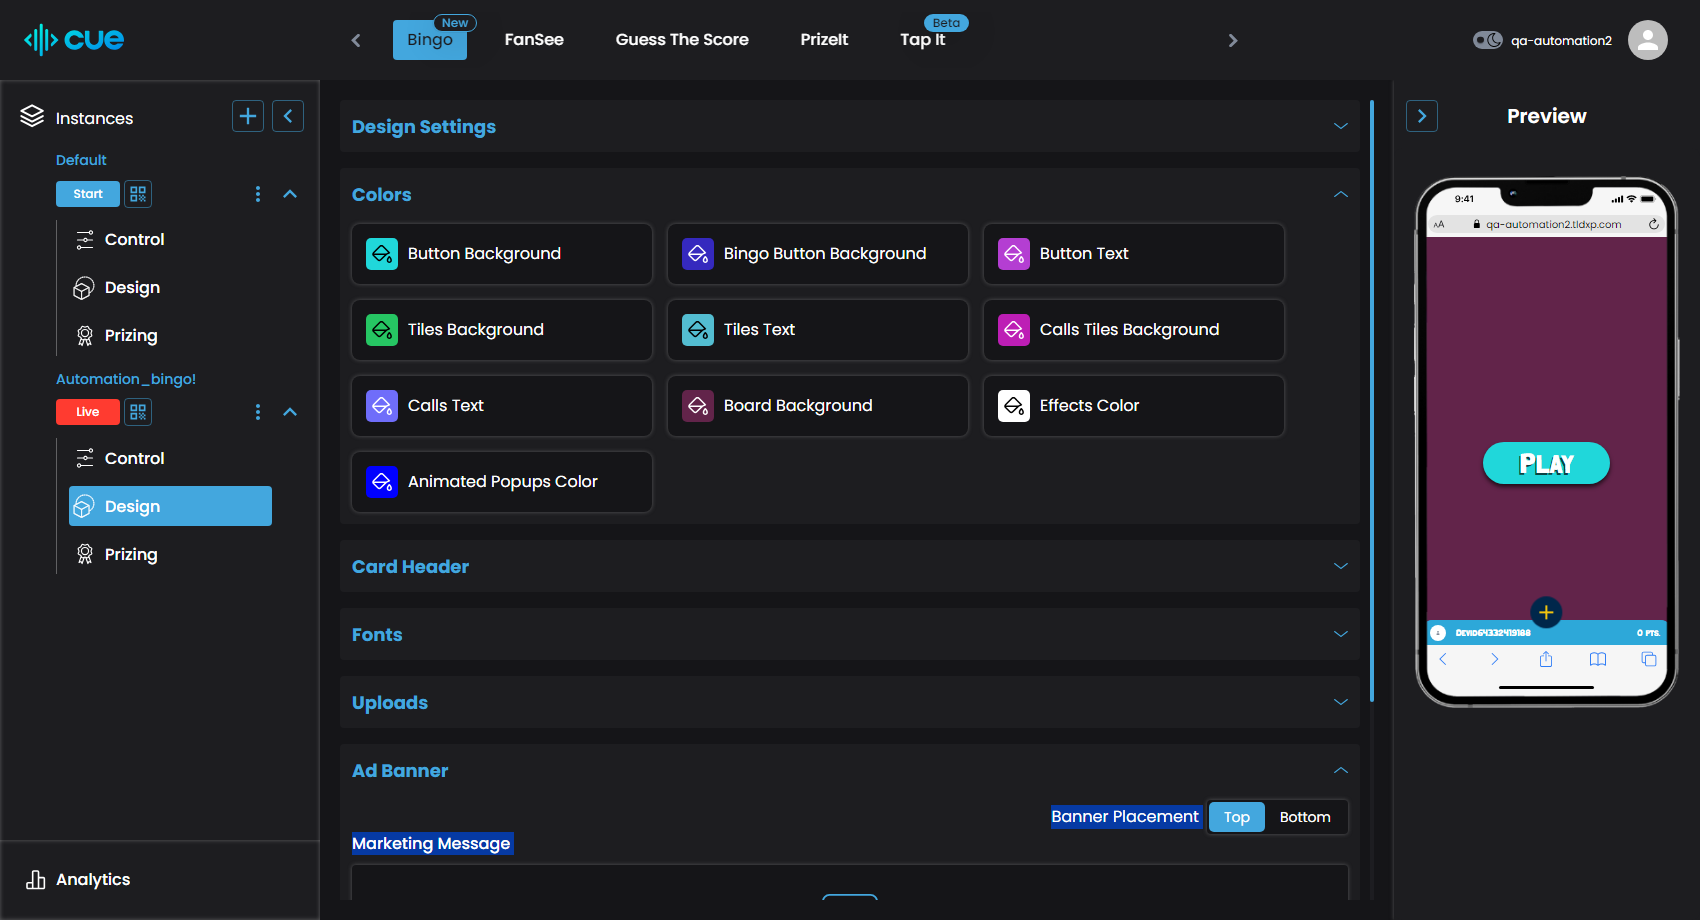 cue
Bingo
New
FanSee
Guess The Score
PrizeIt
Tap It
Beta
qa-automation2
Instances
Default
Start
Control
Design
Prizing
Automation_bingo!
Live
Control
Design
Prizing
Analytics
Design Settings
Colors
Button Background
Bingo Button Background
Button Text
Tiles Background
Tiles Text
Calls Tiles Background
Calls Text
Board Background
Effects Color
Animated Popups Color
Card Header
Fonts
Uploads
Ad Banner
Banner Placement
Top
Bottom
Marketing Message
Preview
9:41
AA
qa-automation2.tldxp.com
Play
0 PTS.